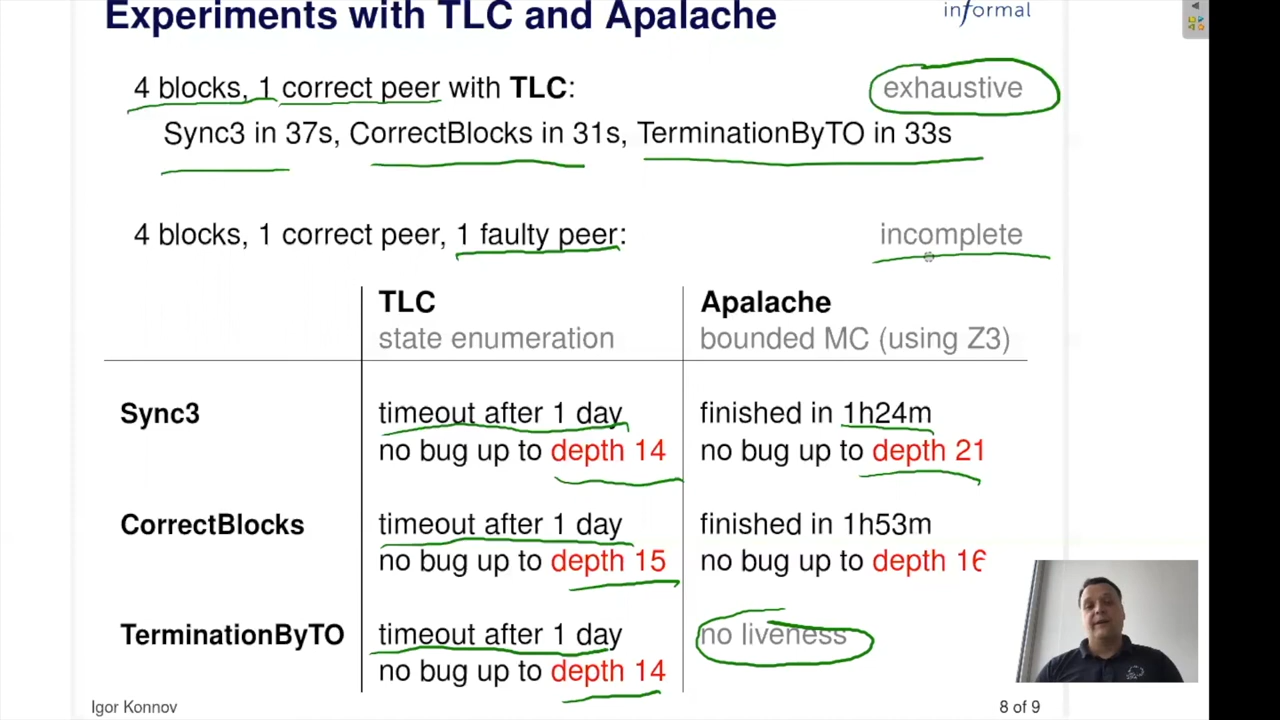 Experiments with TLC and Apalache
informal
4 blocks, 1 correct peer with TLC:
exhaustive
Sync3 in 37s, CorrectBlocks in 31s, TerminationByTO in 33s
4 blocks, 1 correct peer, 1 faulty peer:
incomplete
TLC
state enumeration
Apalache
bounded MC (using Z3)
Sync3
timeout after 1 day
no bug up to depth 14
finished in 1h24m
no bug up to depth 21
CorrectBlocks
timeout after 1 day
no bug up to depth 15
finished in 1h53m
no bug up to depth 16
TerminationByTO
timeout after 1 day
no bug up to depth 14
no liveness
Igor Konnov
8 of 9